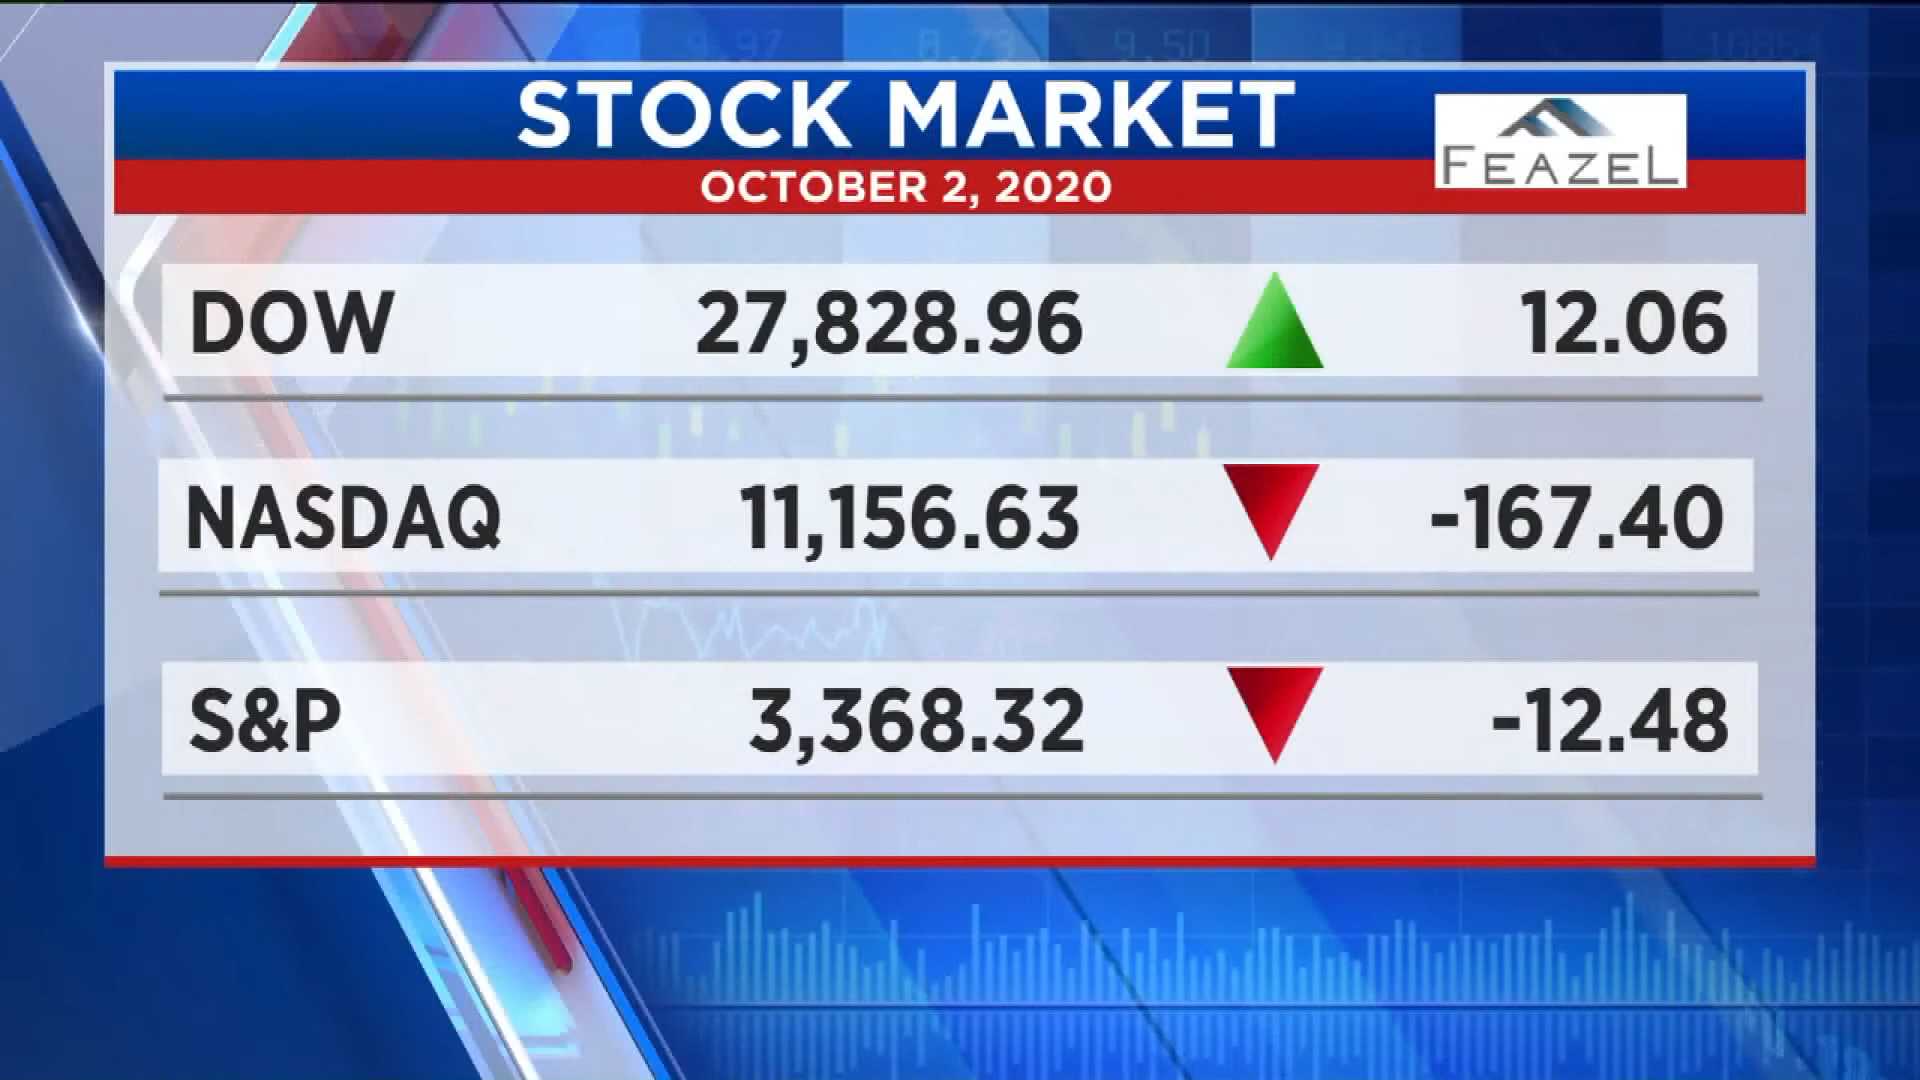 STOCK MARKET
FEAZEL
OCTOBER 2, 2020
DOW 27,828.96 12.06
NASDAQ 11,156.63 -167.40
S&P 3,368.32 -12.48